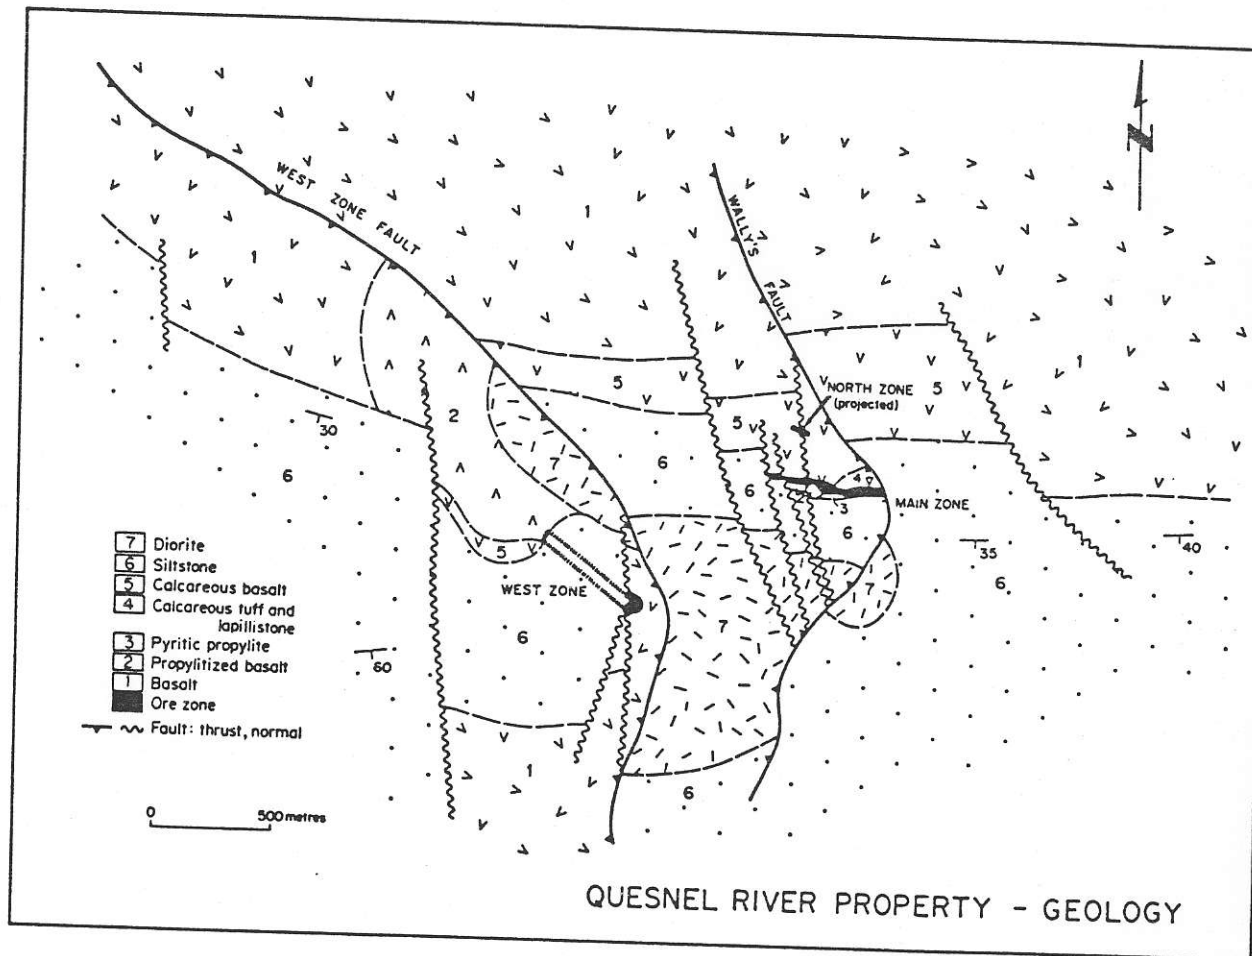 N
WEST ZONE FAULT
1
WALLY'S FAULT
1
1
5
5
NORTH ZONE
(projected)
2
5
30
6
7
6
6
4
3
MAIN ZONE
6
5
35
40
6
WEST ZONE
7
6
7
60
1
6
7 Diorite
6 Siltstone
5 Calcareous basalt
4 Calcareous tuff and
lapillistone
3 Pyritic propylite
2 Propylitized basalt
1 Basalt
Ore zone
Fault: thrust, normal
0 500 metres
QUESNEL RIVER PROPERTY - GEOLOGY